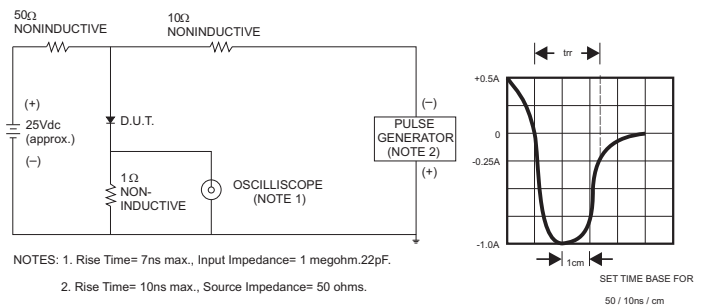 50Ω
NONINDUCTIVE
10Ω
NONINDUCTIVE
(+)
25Vdc
(approx.)
(–)
D.U.T.
1Ω
NON-
INDUCTIVE
OSCILLISCOPE
(NOTE 1)
(–)
PULSE
GENERATOR
(NOTE 2)
(+)
NOTES: 1. Rise Time= 7ns max., Input Impedance= 1 megohm.22pF.
2. Rise Time= 10ns max., Source Impedance= 50 ohms.
trr
+0.5A
0
-0.25A
-1.0A
1cm
SET TIME BASE FOR
50 / 10ns / cm